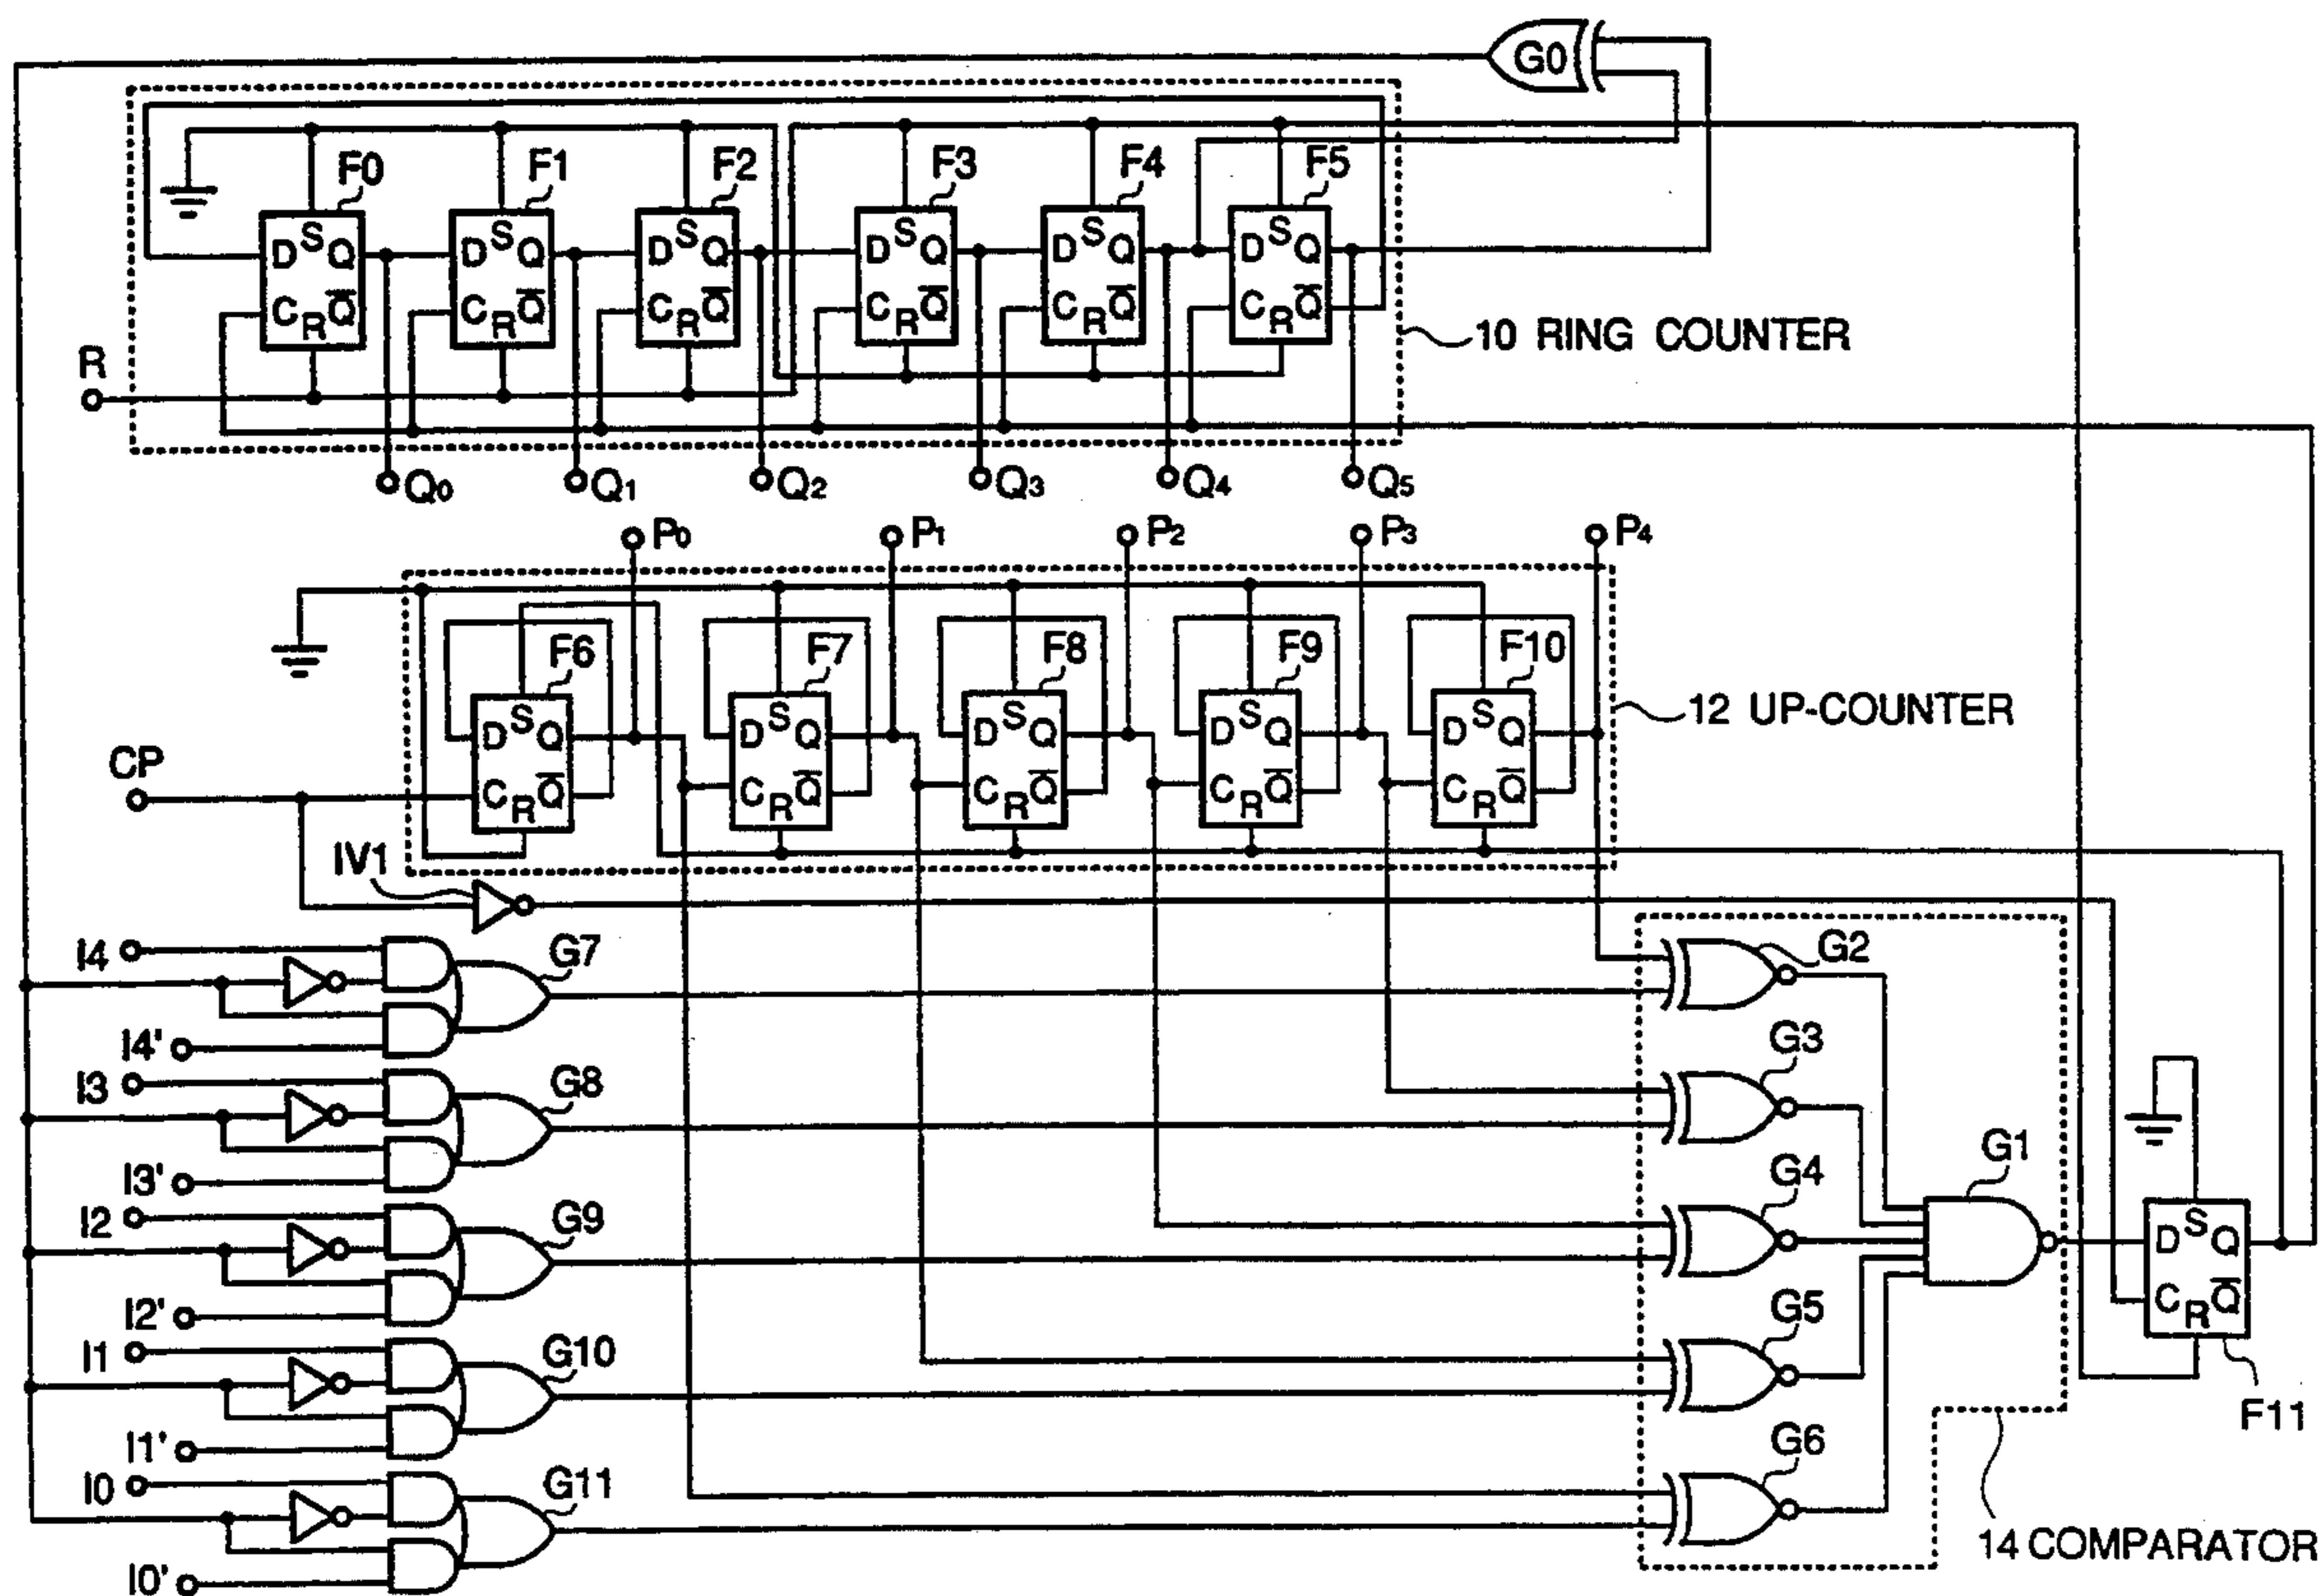 G0
F0 F1 F2 F3 F4 F5
D S Q D S Q D S Q D S Q D S Q D S Q
C R Q̅ C R Q̅ C R Q̅ C R Q̅ C R Q̅ C R Q̅
10 RING COUNTER
R
Q0 Q1 Q2 Q3 Q4 Q5
P0 P1 P2 P3 P4
F6 F7 F8 F9 F10
D S Q D S Q D S Q D S Q D S Q
C R Q̅ C R Q̅ C R Q̅ C R Q̅ C R Q̅
12 UP-COUNTER
CP
IV1
I4 G7 G2
I4'
I3 G8 G3
I3'
I2 G9 G4 G1
D S Q
C R Q̅
I2'
I1 G10 G5
I1' F11
I0 G11 G6
I0'
14 COMPARATOR